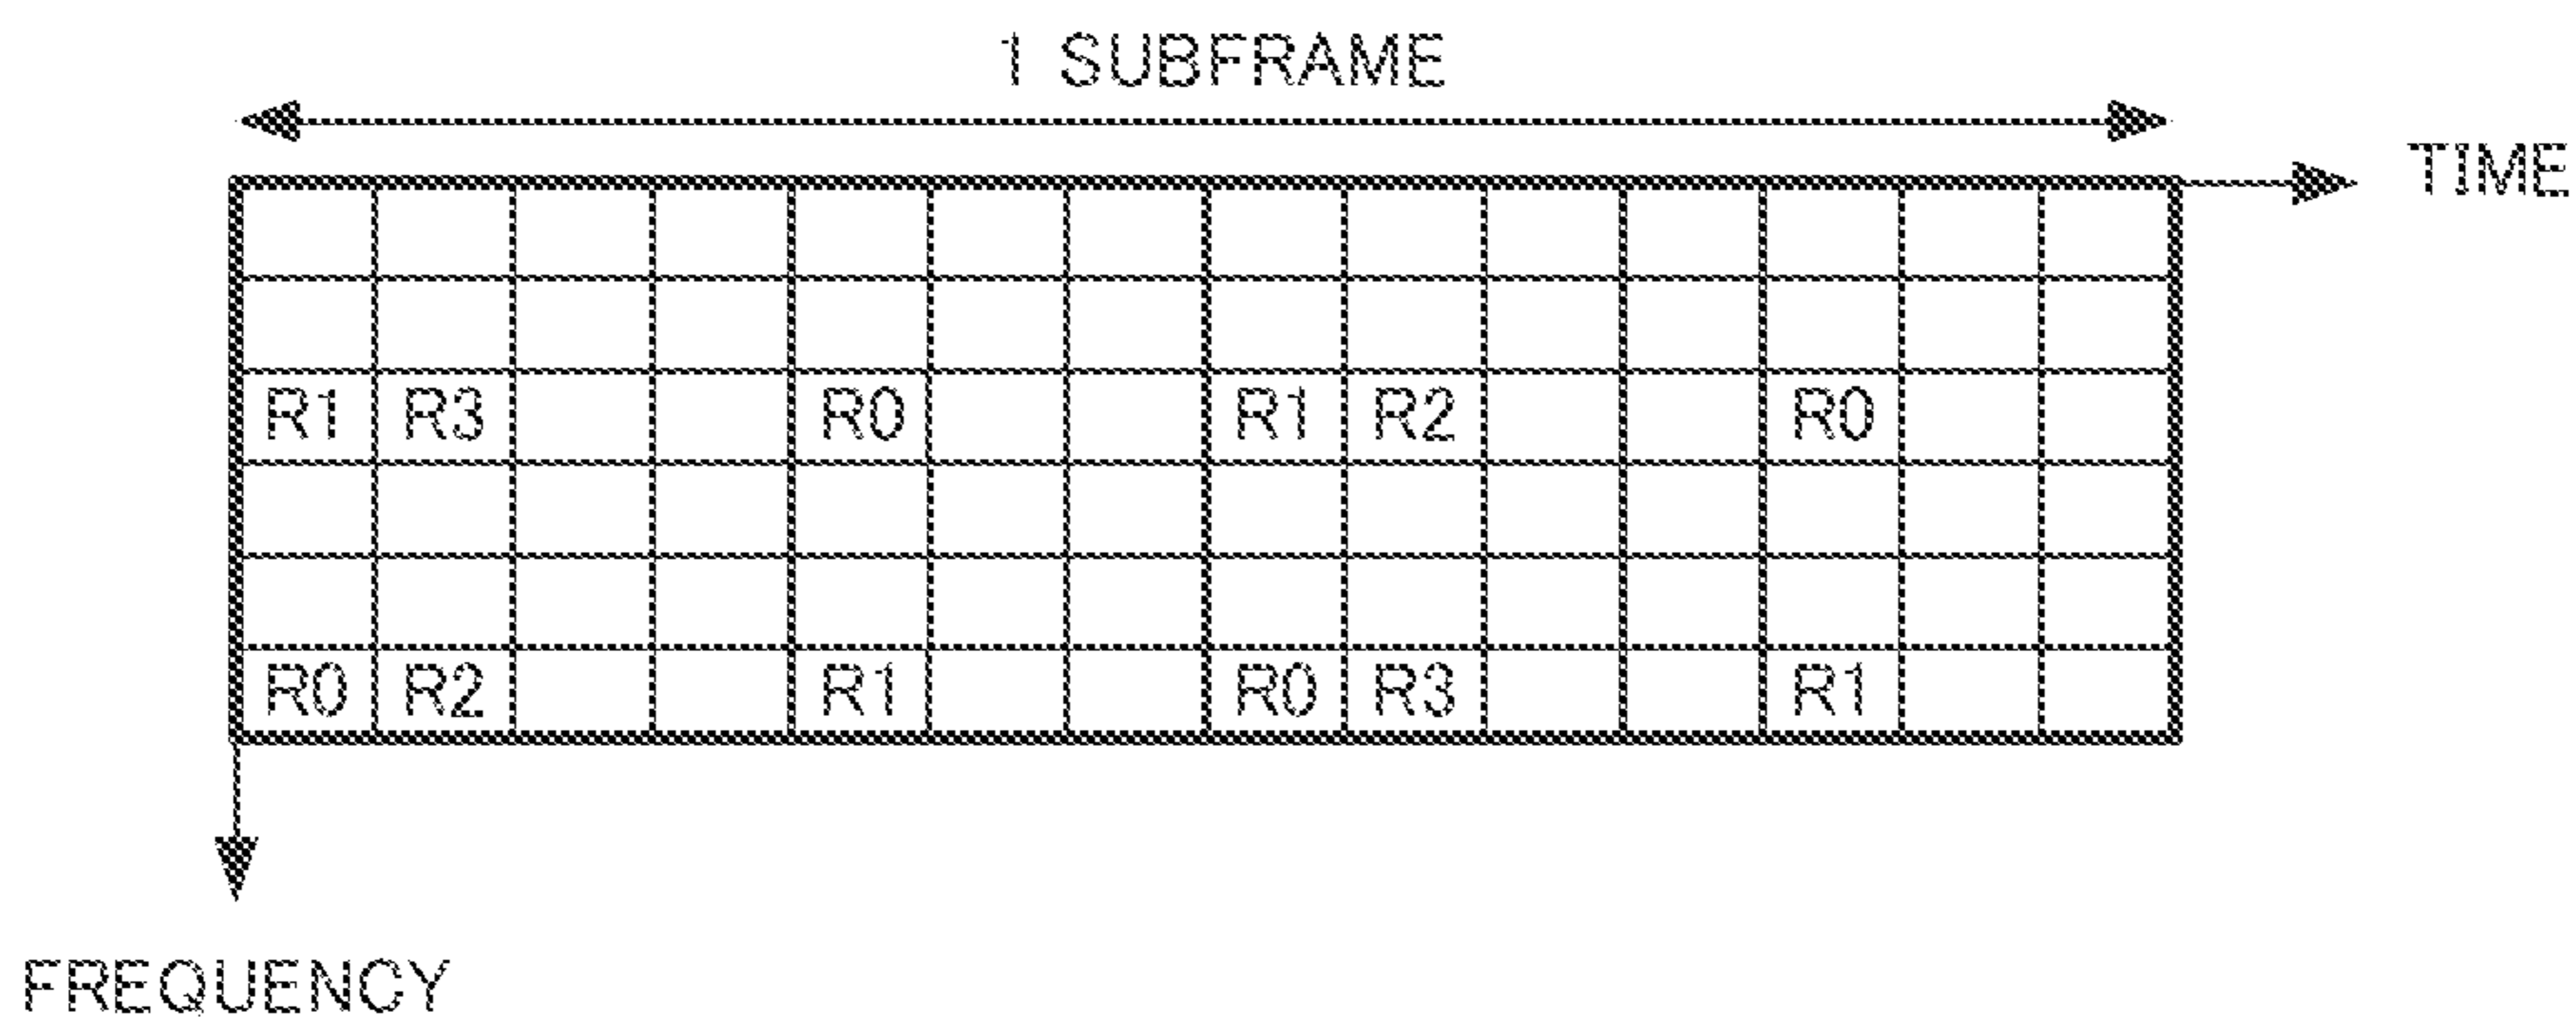 1 SUBFRAME
TIME
R1 R3 R0 R1 R2 R0
R0 R2 R1 R0 R3 R1
FREQUENCY